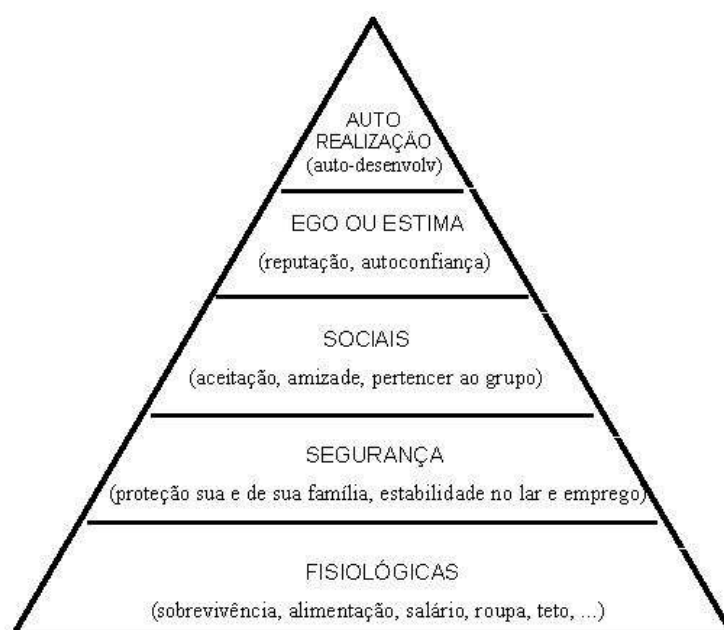 AUTO
REALIZAÇÃO
(auto-desenvolv)
EGO OU ESTIMA
(reputação, autoconfiança)
SOCIAIS
(aceitação, amizade, pertencer ao grupo)
SEGURANÇA
(proteção sua e de sua família, estabilidade no lar e emprego)
FISIOLÓGICAS
(sobrevivência, alimentação, salário, roupa, teto, ...)